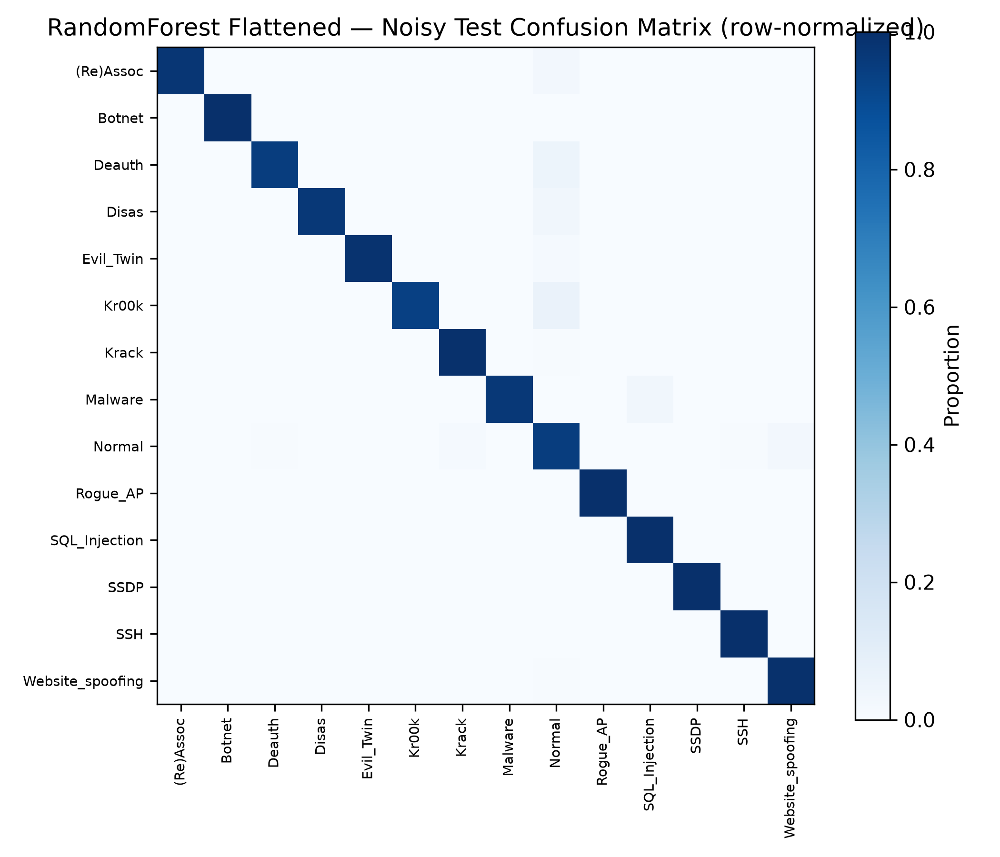 RandomForest Flattened — Noisy Test Confusion Matrix (row-normalized)
(Re)Assoc
Botnet
Deauth
Disas
Evil_Twin
Kr00k
Krack
Malware
Normal
Rogue_AP
SQL_Injection
SSDP
SSH
Website_spoofing
(Re)Assoc
Botnet
Deauth
Disas
Evil_Twin
Kr00k
Krack
Malware
Normal
Rogue_AP
SQL_Injection
SSDP
SSH
Website_spoofing
1.0
0.8
0.6
0.4
0.2
0.0
Proportion